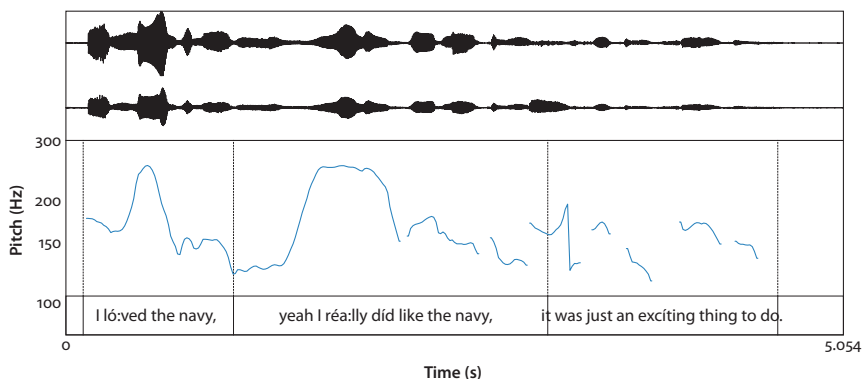 300
200
150
100
Pitch (Hz)
I ló:ved the navy,
yeah I réa:lly díd like the navy,
it was just an excíting thing to do.
0
5.054
Time (s)